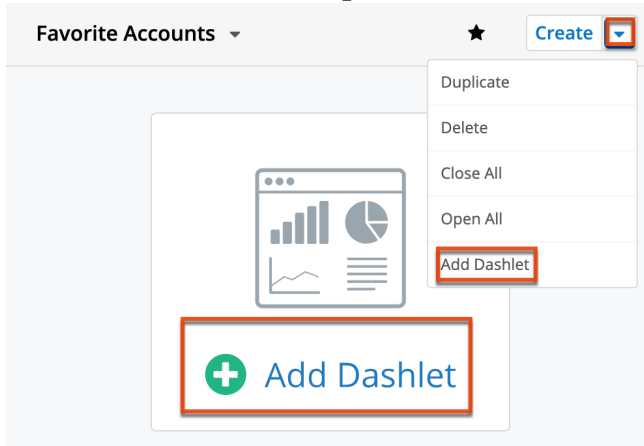 Favorite Accounts
Create
Duplicate
Delete
Close All
Open All
Add Dashlet
Add Dashlet